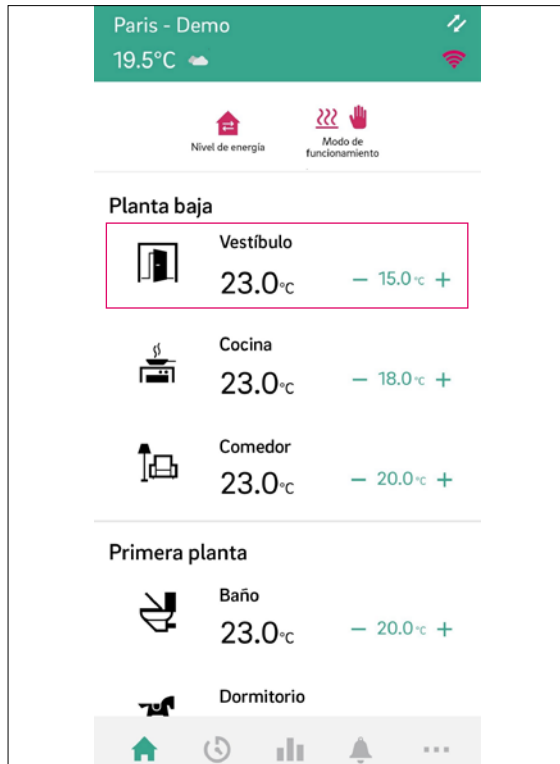 Paris - Demo
19.5°C
Nivel de energía
Modo de
funcionamiento
Planta baja
Vestíbulo
23.0°C
− 15.0°C +
Cocina
23.0°C
− 18.0°C +
Comedor
23.0°C
− 20.0°C +
Primera planta
Baño
23.0°C
− 20.0°C +
Dormitorio